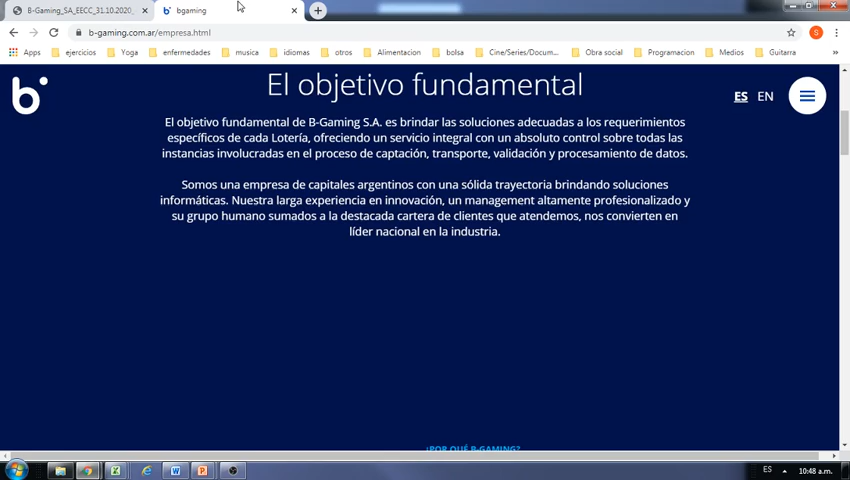 B-Gaming_SA_EECC_31.10.2020_
bgaming
b-gaming.com.ar/empresa.html
S
Apps ejercicios Yoga enfermedades musica idiomas otros Alimentacion bolsa Cine/Series/Docum... Obra social Programacion Medios Guitarra
b
El objetivo fundamental
ES EN
El objetivo fundamental de B-Gaming S.A. es brindar las soluciones adecuadas a los requerimientos
específicos de cada Lotería, ofreciendo un servicio integral con un absoluto control sobre todas las
instancias involucradas en el proceso de captación, transporte, validación y procesamiento de datos.
Somos una empresa de capitales argentinos con una sólida trayectoria brindando soluciones
informáticas. Nuestra larga experiencia en innovación, un management altamente profesionalizado y
su grupo humano sumados a la destacada cartera de clientes que atendemos, nos convierten en
líder nacional en la industria.
¿POR QUÉ B-GAMING?
ES
10:48 a.m.